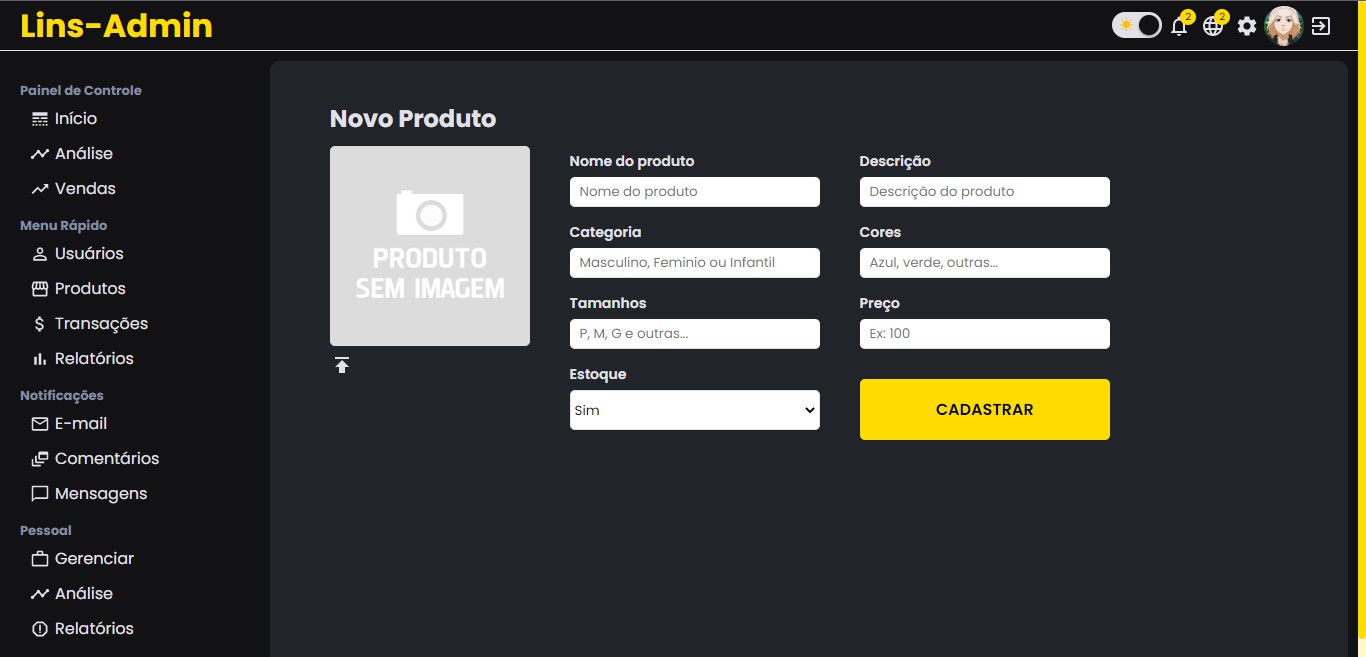 Lins-Admin
2
2
Painel de Controle
Início
Análise
Vendas
Menu Rápido
Usuários
Produtos
Transações
Relatórios
Notificações
E-mail
Comentários
Mensagens
Pessoal
Gerenciar
Análise
Relatórios
Novo Produto
PRODUTO
SEM IMAGEM
Nome do produto
Nome do produto
Descrição
Descrição do produto
Categoria
Masculino, Feminio ou Infantil
Cores
Azul, verde, outras...
Tamanhos
P, M, G e outras...
Preço
Ex: 100
Estoque
Sim
CADASTRAR